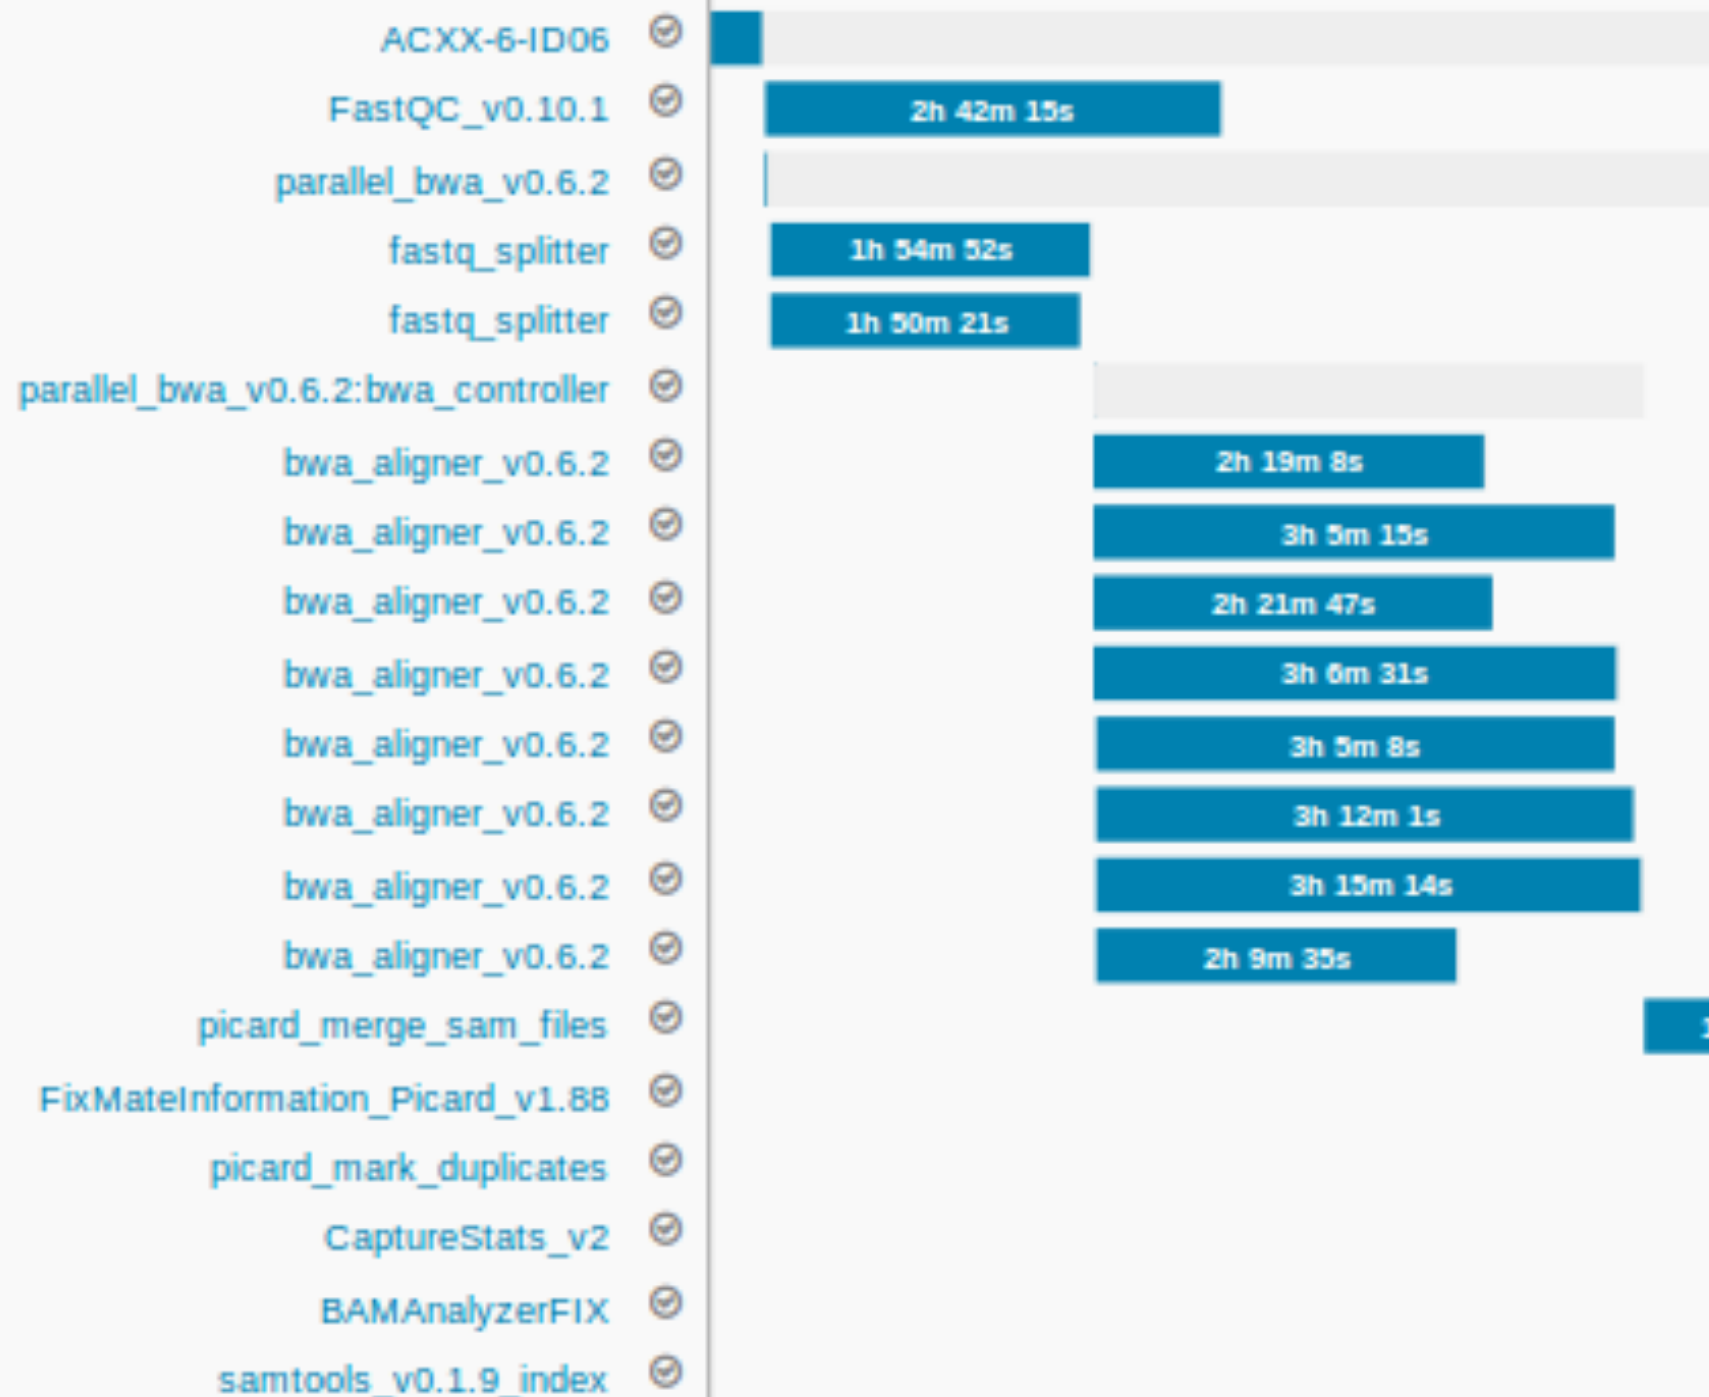 ACXX-6-ID06
FastQC_v0.10.1 2h 42m 15s
parallel_bwa_v0.6.2
fastq_splitter 1h 54m 52s
fastq_splitter 1h 50m 21s
parallel_bwa_v0.6.2:bwa_controller
bwa_aligner_v0.6.2 2h 19m 8s
bwa_aligner_v0.6.2 3h 5m 15s
bwa_aligner_v0.6.2 2h 21m 47s
bwa_aligner_v0.6.2 3h 6m 31s
bwa_aligner_v0.6.2 3h 5m 8s
bwa_aligner_v0.6.2 3h 12m 1s
bwa_aligner_v0.6.2 3h 15m 14s
bwa_aligner_v0.6.2 2h 9m 35s
picard_merge_sam_files
FixMateInformation_Picard_v1.88
picard_mark_duplicates
CaptureStats_v2
BAMAnalyzerFIX
samtools_v0.1.9_index